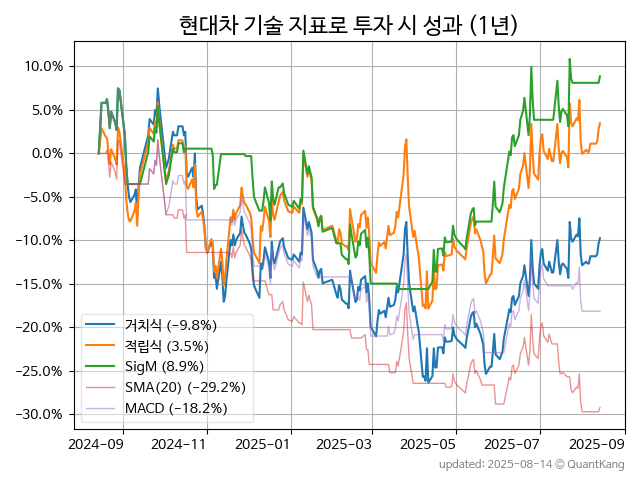 현대차 기술 지표로 투자 시 성과 (1년)
10.0%
5.0%
0.0%
−5.0%
−10.0%
−15.0%
−20.0%
−25.0%
−30.0%
거치식 (−9.8%)
적립식 (3.5%)
SigM (8.9%)
SMA(20) (−29.2%)
MACD (−18.2%)
2024−09 2024−11 2025−01 2025−03 2025−05 2025−07 2025−09
updated: 2025−08−14 ⓒ QuantKang